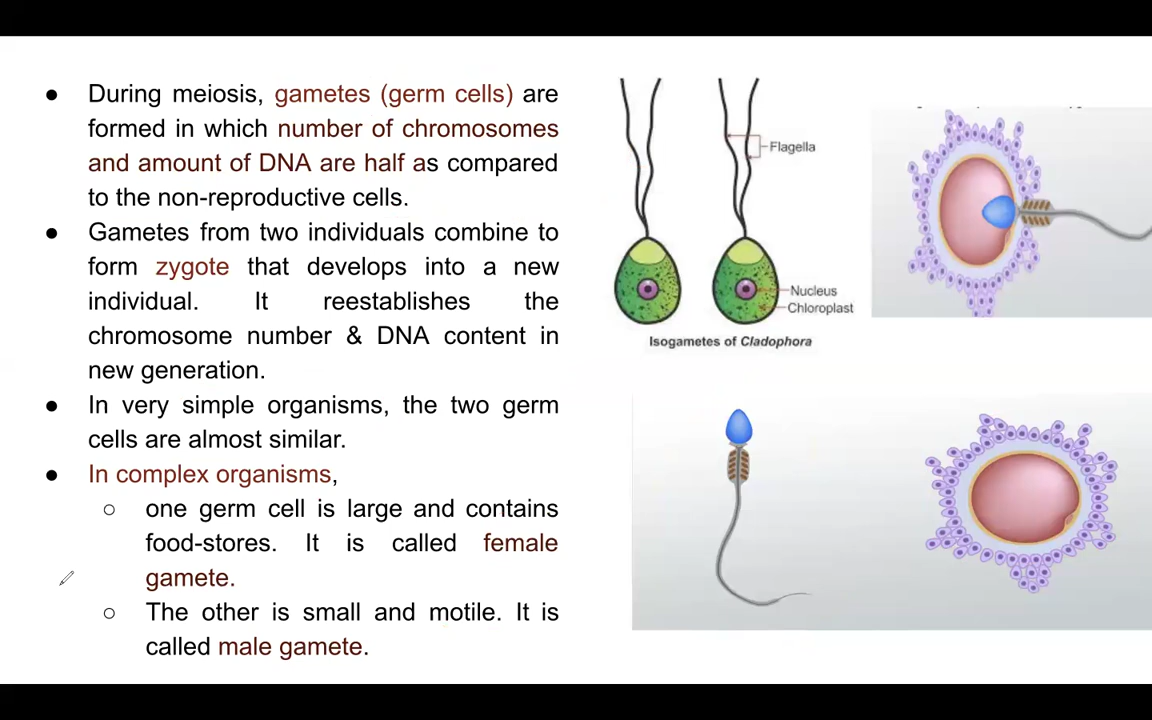 ● During meiosis, gametes (germ cells) are
formed in which number of chromosomes
and amount of DNA are half as compared
to the non-reproductive cells.
● Gametes from two individuals combine to
form zygote that develops into a new
individual. It reestablishes the
chromosome number & DNA content in
new generation.
● In very simple organisms, the two germ
cells are almost similar.
● In complex organisms,
○ one germ cell is large and contains
food-stores. It is called female
gamete.
○ The other is small and motile. It is
called male gamete.
Flagella
Nucleus
Chloroplast
Isogametes of Cladophora